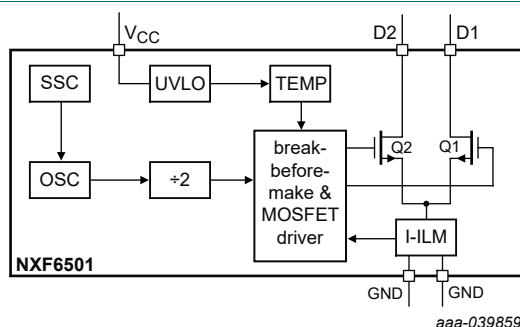 VCC
D2
D1
SSC
UVLO
TEMP
OSC
÷2
break-
before-
make &
MOSFET
driver
Q2
Q1
I-ILM
NXF6501
GND
GND
aaa-039859